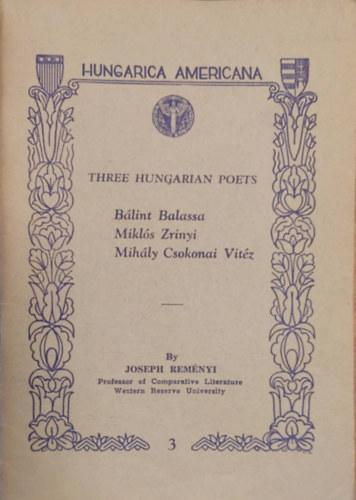 HUNGARICA AMERICANA
THREE HUNGARIAN POETS
Bálint Balassa
Miklós Zrínyi
Mihály Csokonai Vitéz
By
JOSEPH REMÉNYI
Professor of Comparative Literature
Western Reserve University
3